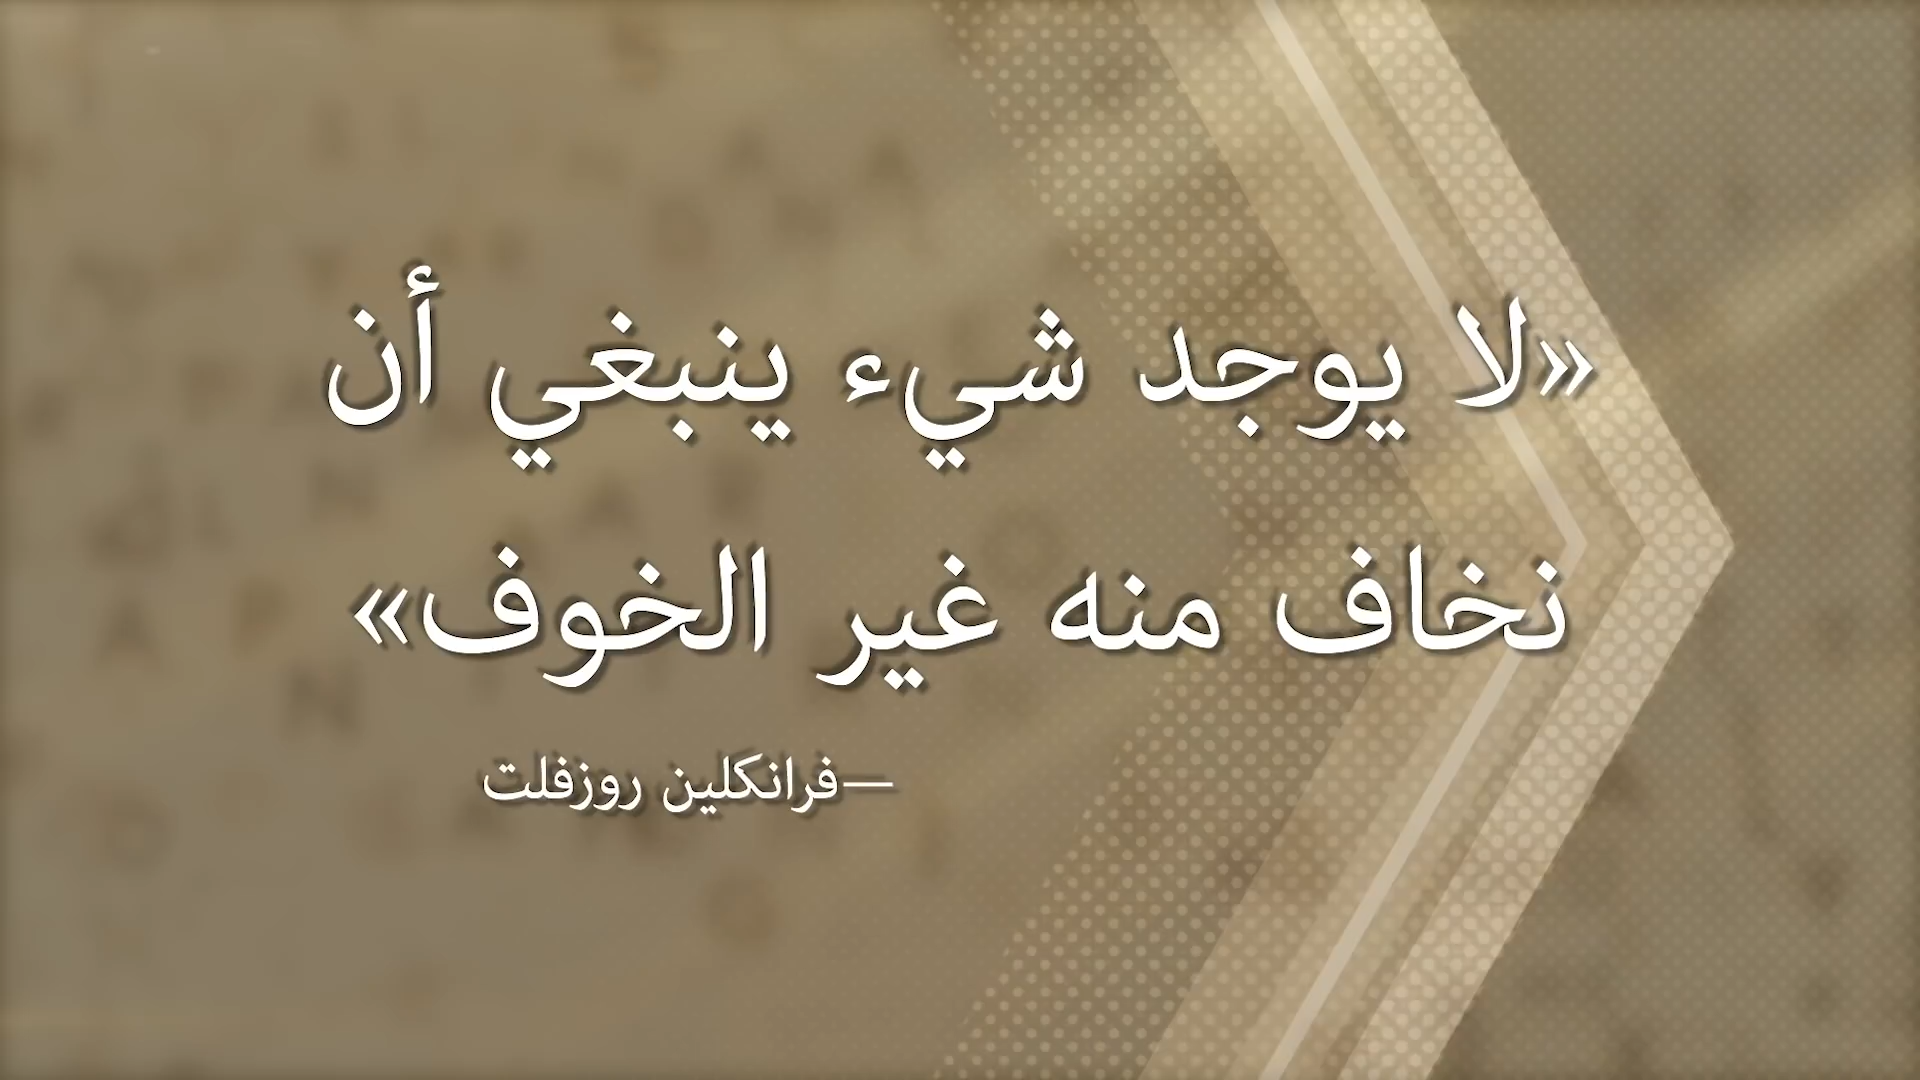 «لا يوجد شيء ينبغي أن
نخاف منه غير الخوف»
—فرانكلين روزفلت